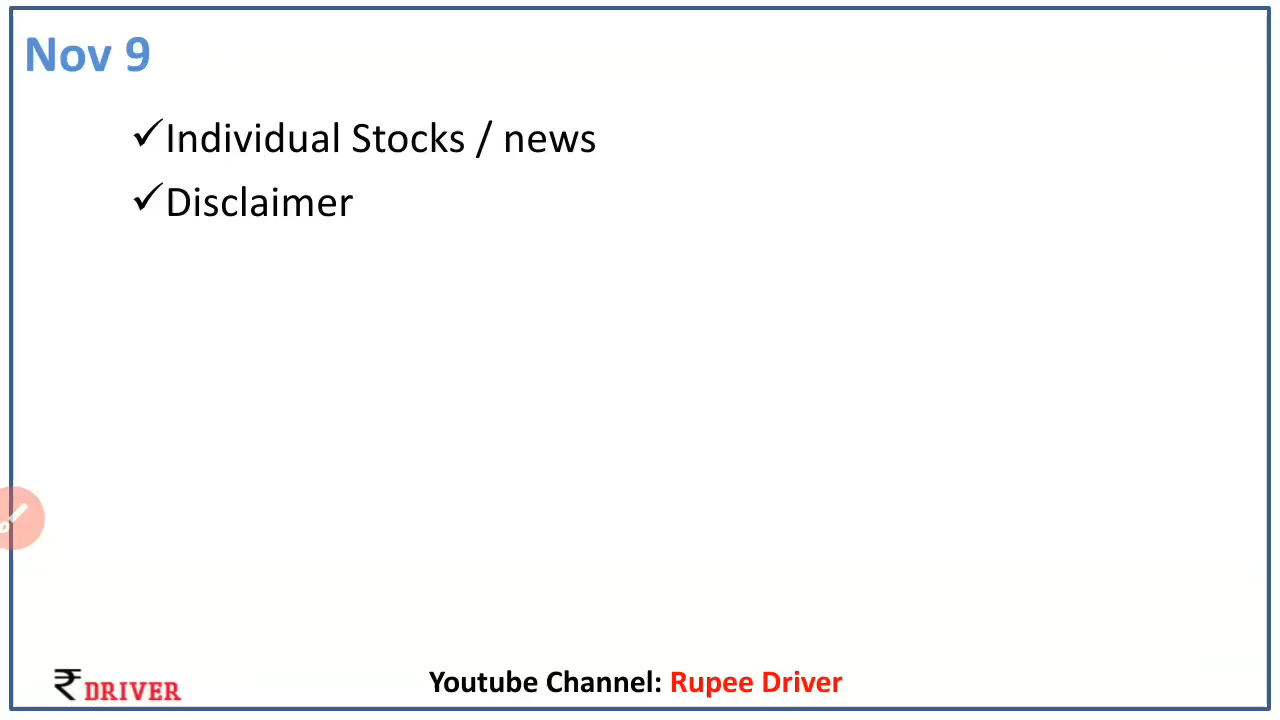 Nov 9
✓Individual Stocks / news
✓Disclaimer
₹ DRIVER
Youtube Channel: Rupee Driver